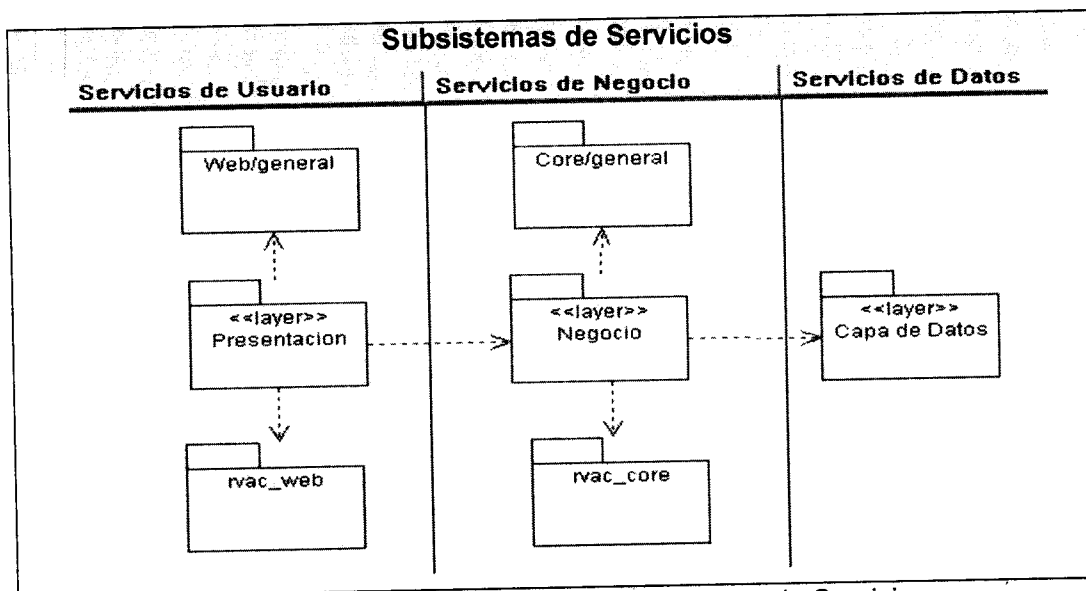 Subsistemas de Servicios
Servicios de Usuario
Servicios de Negocio
Servicios de Datos
Web/general
Core/general
<<layer>>
Presentacion
<<layer>>
Negocio
<<layer>>
Capa de Datos
rvac_web
rvac_core